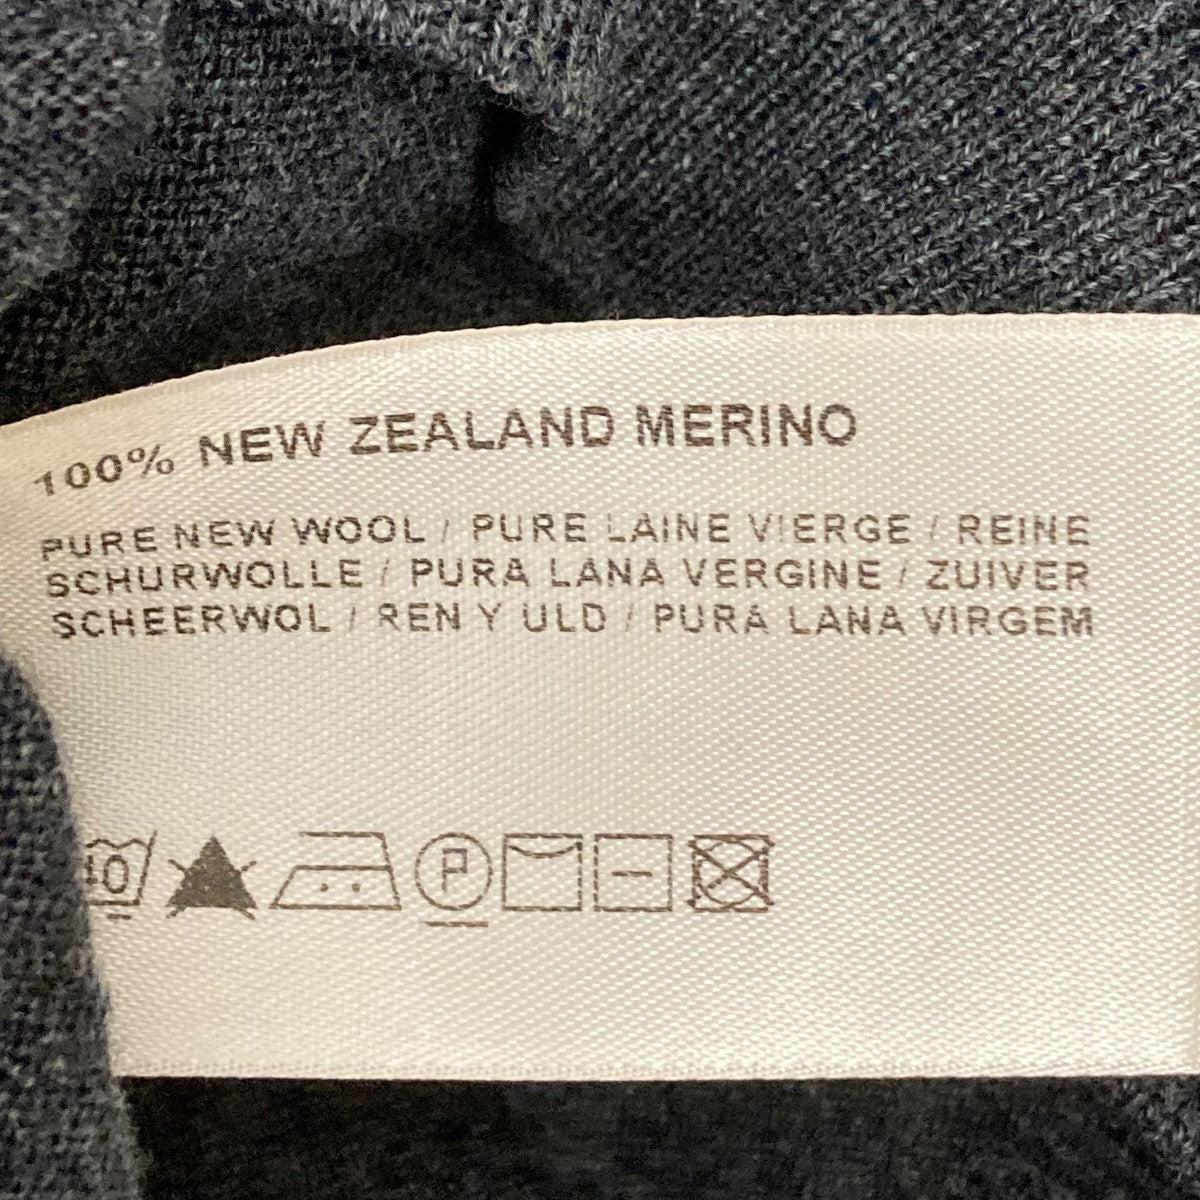 100% NEW ZEALAND MERINO
PURE NEW WOOL / PURE LAINE VIERGE / REINE
SCHURWOLLE / PURA LANA VERGINE / ZUIVER
SCHEERWOL / REN Y ULD / PURA LANA VIRGEM
40 P